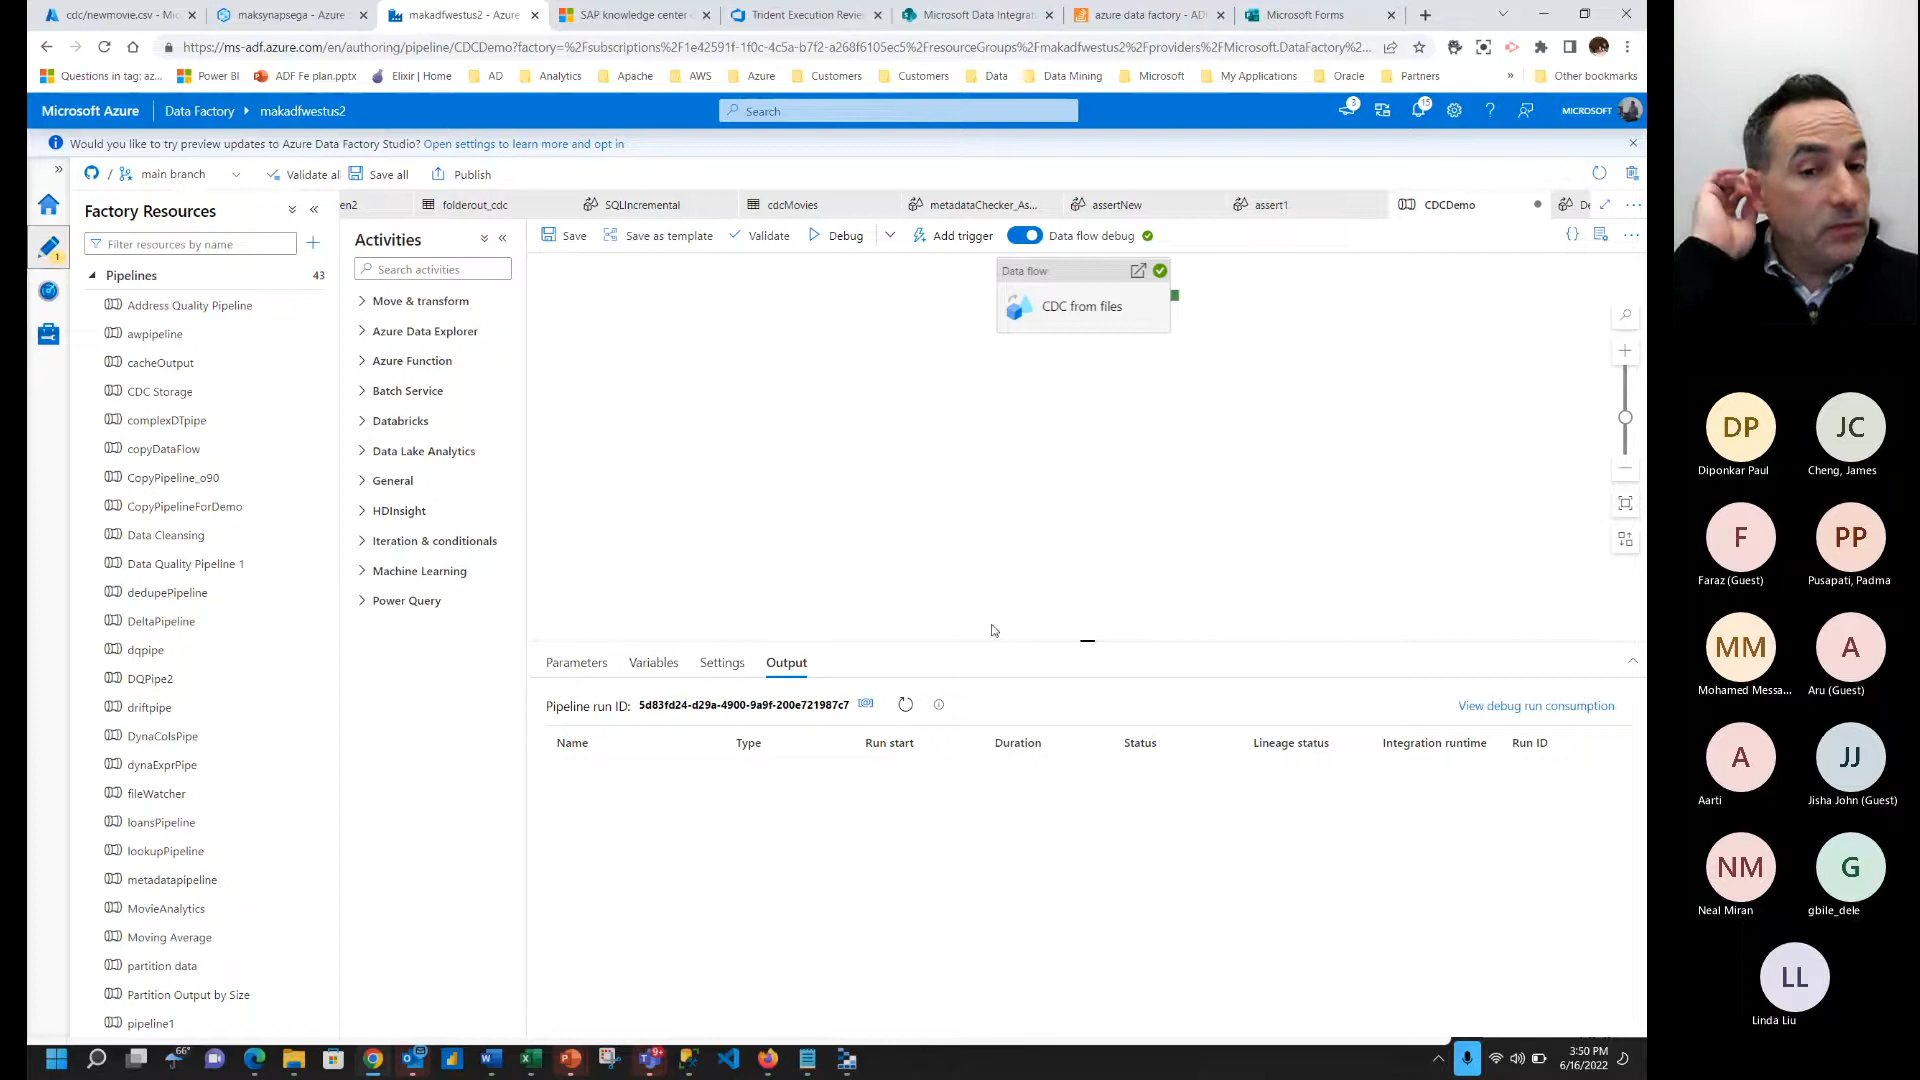 cdc/newmovie.csv - Mic
maksynapsega - Azure S
makadfwestus2 - Azure
SAP knowledge center
Trident Execution Revie
Microsoft Data Integrat
azure data factory - AD
Microsoft Forms
https://ms-adf.azure.com/en/authoring/pipeline/CDCDemo?factory=%2Fsubscriptions%2F1e42591f-1f0c-4c5a-b7f2-a268f6105ec5%2FresourceGroups%2Fmakadfwestus2%2Fproviders%2FMicrosoft.DataFactory%2...
Questions in tag: az...
Power BI
ADF Fe plan.pptx
Elixir | Home
AD
Analytics
Apache
AWS
Azure
Customers
Customers
Data
Data Mining
Microsoft
My Applications
Oracle
Partners
»
Other bookmarks
Microsoft Azure
Data Factory
makadfwestus2
Search
3
15
MICROSOFT
Would you like to try preview updates to Azure Data Factory Studio? Open settings to learn more and opt in
/ main branch
Validate all
Save all
Publish
Factory Resources
Filter resources by name
Pipelines 43
Address Quality Pipeline
awpipeline
cacheOutput
CDC Storage
complexDTpipe
copyDataFlow
CopyPipeline_o90
CopyPipelineForDemo
Data Cleansing
Data Quality Pipeline 1
dedupePipeline
DeltaPipeline
dqpipe
DQPipe2
driftpipe
DynaColsPipe
dynaExprPipe
fileWatcher
loansPipeline
lookupPipeline
metadatapipeline
MovieAnalytics
Moving Average
partition data
Partition Output by Size
pipeline1
1
en2
folderout_cdc
SQLIncremental
cdcMovies
metadataChecker_As...
assertNew
assert1
CDCDemo
De
Activities
Search activities
Move & transform
Azure Data Explorer
Azure Function
Batch Service
Databricks
Data Lake Analytics
General
HDInsight
Iteration & conditionals
Machine Learning
Power Query
Save
Save as template
Validate
Debug
Add trigger
Data flow debug
Data flow
CDC from files
Parameters
Variables
Settings
Output
Pipeline run ID: 5d83fd24-d29a-4900-9a9f-200e721987c7
View debug run consumption
Name
Type
Run start
Duration
Status
Lineage status
Integration runtime
Run ID
DP
Diponkar Paul
JC
Cheng, James
F
Faraz (Guest)
PP
Pusapati, Padma
MM
Mohamed Messa...
A
Aru (Guest)
A
Aarti
JJ
Jisha John (Guest)
NM
Neal Miran
G
gbile_dele
LL
Linda Liu
66°
9+
3:50 PM
6/16/2022